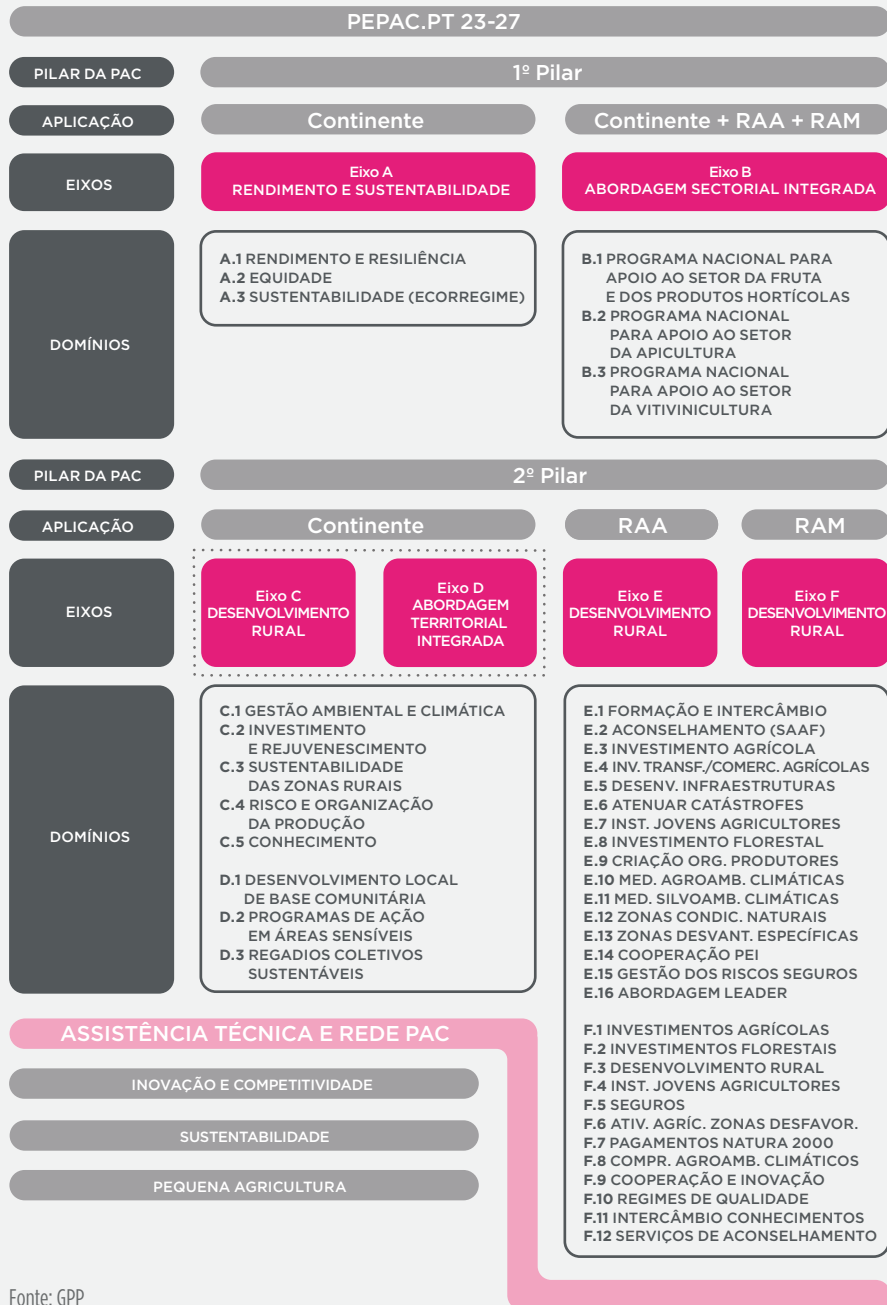 PEPAC.PT 23-27
PILAR DA PAC
1º Pilar
APLICAÇÃO
Continente
Continente + RAA + RAM
EIXOS
Eixo A
RENDIMENTO E SUSTENTABILIDADE
Eixo B
ABORDAGEM SECTORIAL INTEGRADA
DOMÍNIOS
A.1 RENDIMENTO E RESILIÊNCIA
A.2 EQUIDADE
A.3 SUSTENTABILIDADE (ECORREGIME)
B.1 PROGRAMA NACIONAL PARA
APOIO AO SETOR DA FRUTA
E DOS PRODUTOS HORTÍCOLAS
B.2 PROGRAMA NACIONAL
PARA APOIO AO SETOR
DA APICULTURA
B.3 PROGRAMA NACIONAL
PARA APOIO AO SETOR
DA VITIVINICULTURA
PILAR DA PAC
2º Pilar
APLICAÇÃO
Continente
RAA
RAM
EIXOS
Eixo C
DESENVOLVIMENTO
RURAL
Eixo D
ABORDAGEM
TERRITORIAL
INTEGRADA
Eixo E
DESENVOLVIMENTO
RURAL
Eixo F
DESENVOLVIMENTO
RURAL
DOMÍNIOS
C.1 GESTÃO AMBIENTAL E CLIMÁTICA
C.2 INVESTIMENTO
E REJUVENESCIMENTO
C.3 SUSTENTABILIDADE
DAS ZONAS RURAIS
C.4 RISCO E ORGANIZAÇÃO
DA PRODUÇÃO
C.5 CONHECIMENTO
D.1 DESENVOLVIMENTO LOCAL
DE BASE COMUNITÁRIA
D.2 PROGRAMAS DE AÇÃO
EM ÁREAS SENSÍVEIS
D.3 REGADIOS COLETIVOS
SUSTENTÁVEIS
E.1 FORMAÇÃO E INTERCÂMBIO
E.2 ACONSELHAMENTO (SAAF)
E.3 INVESTIMENTO AGRÍCOLA
E.4 INV. TRANSF./COMERC. AGRÍCOLAS
E.5 DESENV. INFRAESTRUTURAS
E.6 ATENUAR CATÁSTROFES
E.7 INST. JOVENS AGRICULTORES
E.8 INVESTIMENTO FLORESTAL
E.9 CRIAÇÃO ORG. PRODUTORES
E.10 MED. AGROAMB. CLIMÁTICAS
E.11 MED. SILVOAMB. CLIMÁTICAS
E.12 ZONAS CONDIC. NATURAIS
E.13 ZONAS DESVANT. ESPECÍFICAS
E.14 COOPERAÇÃO PEI
E.15 GESTÃO DOS RISCOS SEGUROS
E.16 ABORDAGEM LEADER
F.1 INVESTIMENTOS AGRÍCOLAS
F.2 INVESTIMENTOS FLORESTAIS
F.3 DESENVOLVIMENTO RURAL
F.4 INST. JOVENS AGRICULTORES
F.5 SEGUROS
F.6 ATIV. AGRÍC. ZONAS DESFAVOR.
F.7 PAGAMENTOS NATURA 2000
F.8 COMPR. AGROAMB. CLIMÁTICOS
F.9 COOPERAÇÃO E INOVAÇÃO
F.10 REGIMES DE QUALIDADE
F.11 INTERCÂMBIO CONHECIMENTOS
F.12 SERVIÇOS DE ACONSELHAMENTO
ASSISTÊNCIA TÉCNICA E REDE PAC
INOVAÇÃO E COMPETITIVIDADE
SUSTENTABILIDADE
PEQUENA AGRICULTURA
Fonte: GPP